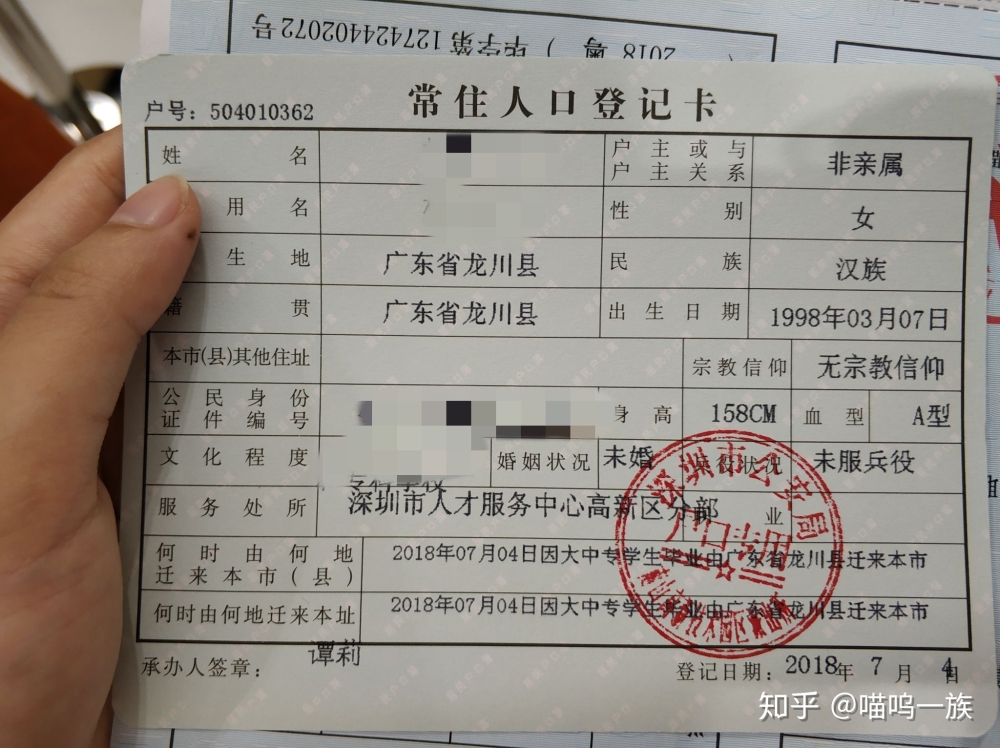 2018 粤 ( 毕字第 127424402072号
常住人口登记卡
户号：504010362
姓名
户主或与户主关系 非亲属
用名
性别 女
生地 广东省龙川县
民族 汉族
籍贯 广东省龙川县
出生日期 1998年03月07日
本市(县)其他住址
宗教信仰 无宗教信仰
公民身份证件编号
身高 158CM 血型 A型
文化程度
婚姻状况 未婚 兵役状况 未服兵役
服务处所 深圳市人才服务中心高新区分部
业
何时由何地迁来本市(县) 2018年07月04日因大中专学生毕业由广东省龙川县迁来本市
何时由何地迁来本址 2018年07月04日因大中专学生毕业由广东省龙川县迁来本市
深圳市公安局
承办人签章： 谭莉
登记日期：2018年 7 月 4日
知乎 @喵呜一族